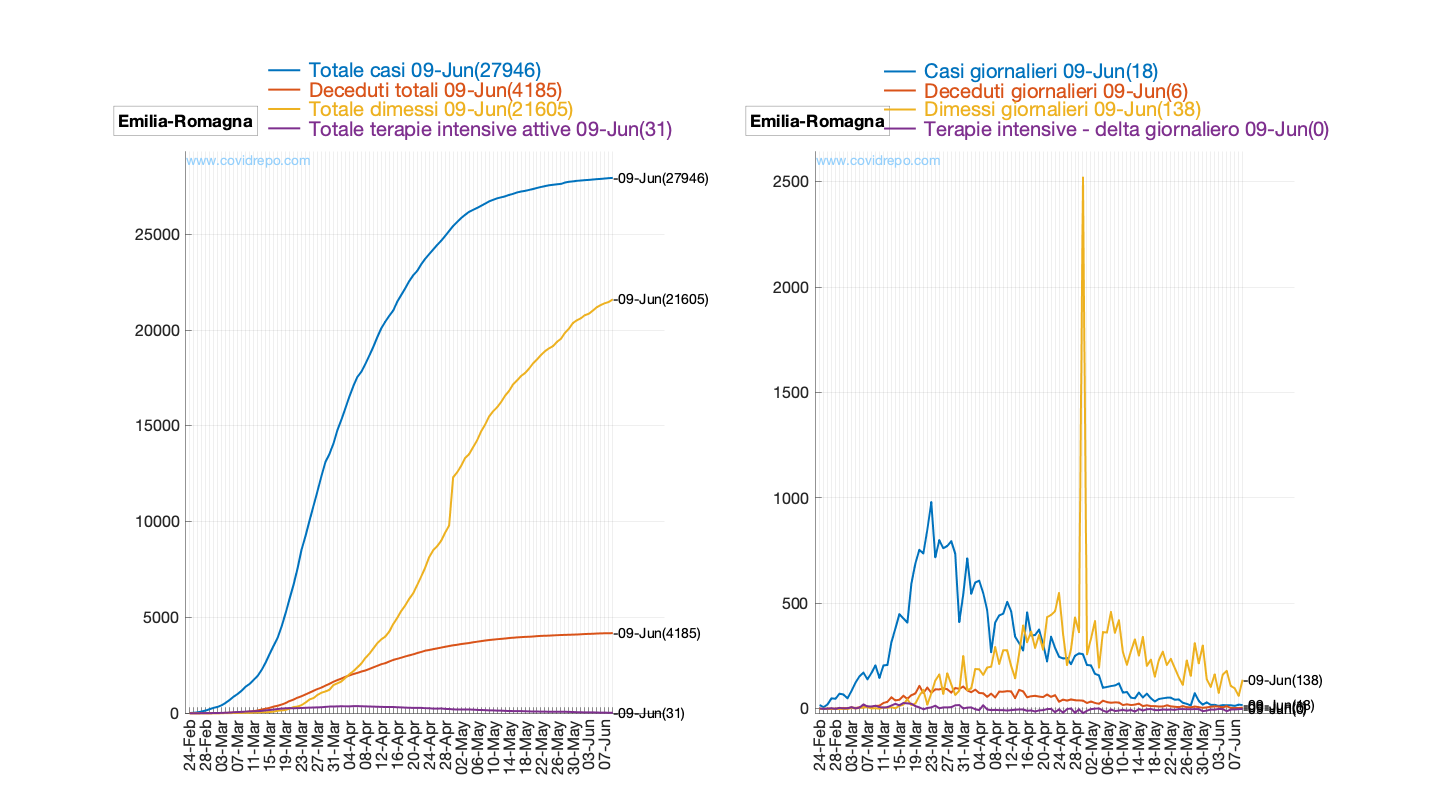 Totale casi 09-Jun(27946)
Deceduti totali 09-Jun(4185)
Totale dimessi 09-Jun(21605)
Totale terapie intensive attive 09-Jun(31)
Emilia-Romagna
www.covidrepo.com
-09-Jun(27946)
-09-Jun(21605)
-09-Jun(4185)
-09-Jun(31)
25000
20000
15000
10000
5000
0
24-Feb
28-Feb
03-Mar
07-Mar
11-Mar
15-Mar
19-Mar
23-Mar
27-Mar
31-Mar
04-Apr
08-Apr
12-Apr
16-Apr
20-Apr
24-Apr
28-Apr
02-May
06-May
10-May
14-May
18-May
22-May
26-May
30-May
03-Jun
07-Jun
Casi giornalieri 09-Jun(18)
Deceduti giornalieri 09-Jun(6)
Dimessi giornalieri 09-Jun(138)
Terapie intensive - delta giornaliero 09-Jun(0)
Emilia-Romagna
www.covidrepo.com
2500
2000
1500
1000
500
0
-09-Jun(138)
24-Feb
28-Feb
03-Mar
07-Mar
11-Mar
15-Mar
19-Mar
23-Mar
27-Mar
31-Mar
04-Apr
08-Apr
12-Apr
16-Apr
20-Apr
24-Apr
28-Apr
02-May
06-May
10-May
14-May
18-May
22-May
26-May
30-May
03-Jun
07-Jun